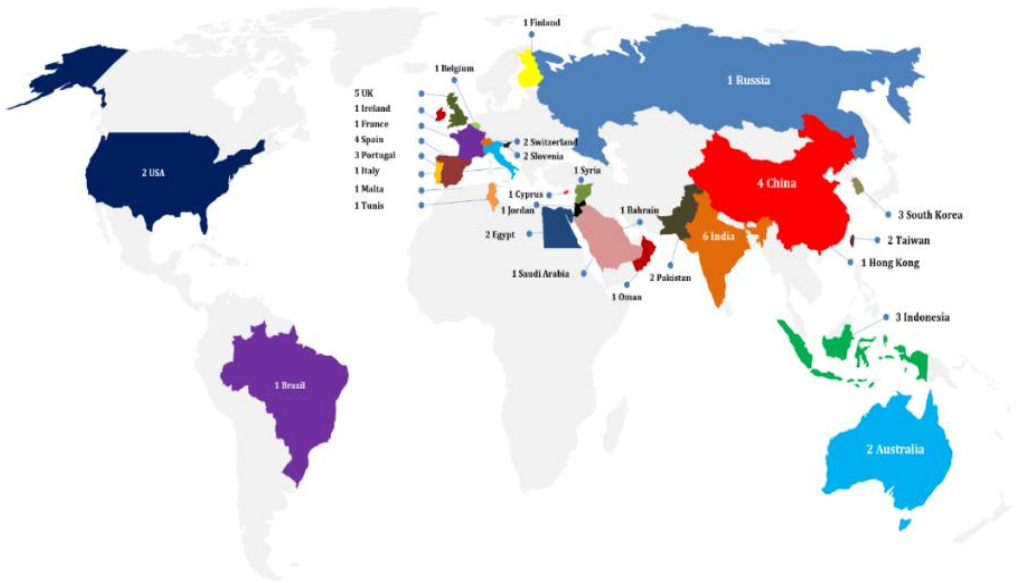 1 Finland
1 Belgium
1 Russia
5 UK
1 Ireland
1 France
4 Spain
3 Portugal
1 Italy
1 Malta
1 Tunis
2 Switzerland
2 Slovenia
2 USA
1 Syria
4 China
1 Cyprus
1 Jordan
1 Bahrain
3 South Korea
2 Egypt
6 India
2 Taiwan
1 Hong Kong
1 Saudi Arabia
2 Pakistan
1 Oman
3 Indonesia
1 Brazil
2 Australia